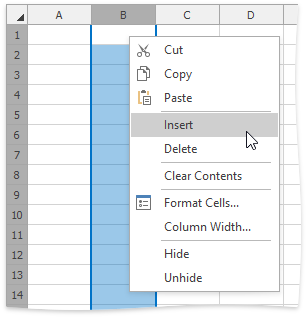 A B C D
1
2 Cut
3 Copy
4 Paste
5 Insert
6
7 Delete
8 Clear Contents
9 Format Cells...
10 Column Width...
11
12 Hide
13 Unhide
14